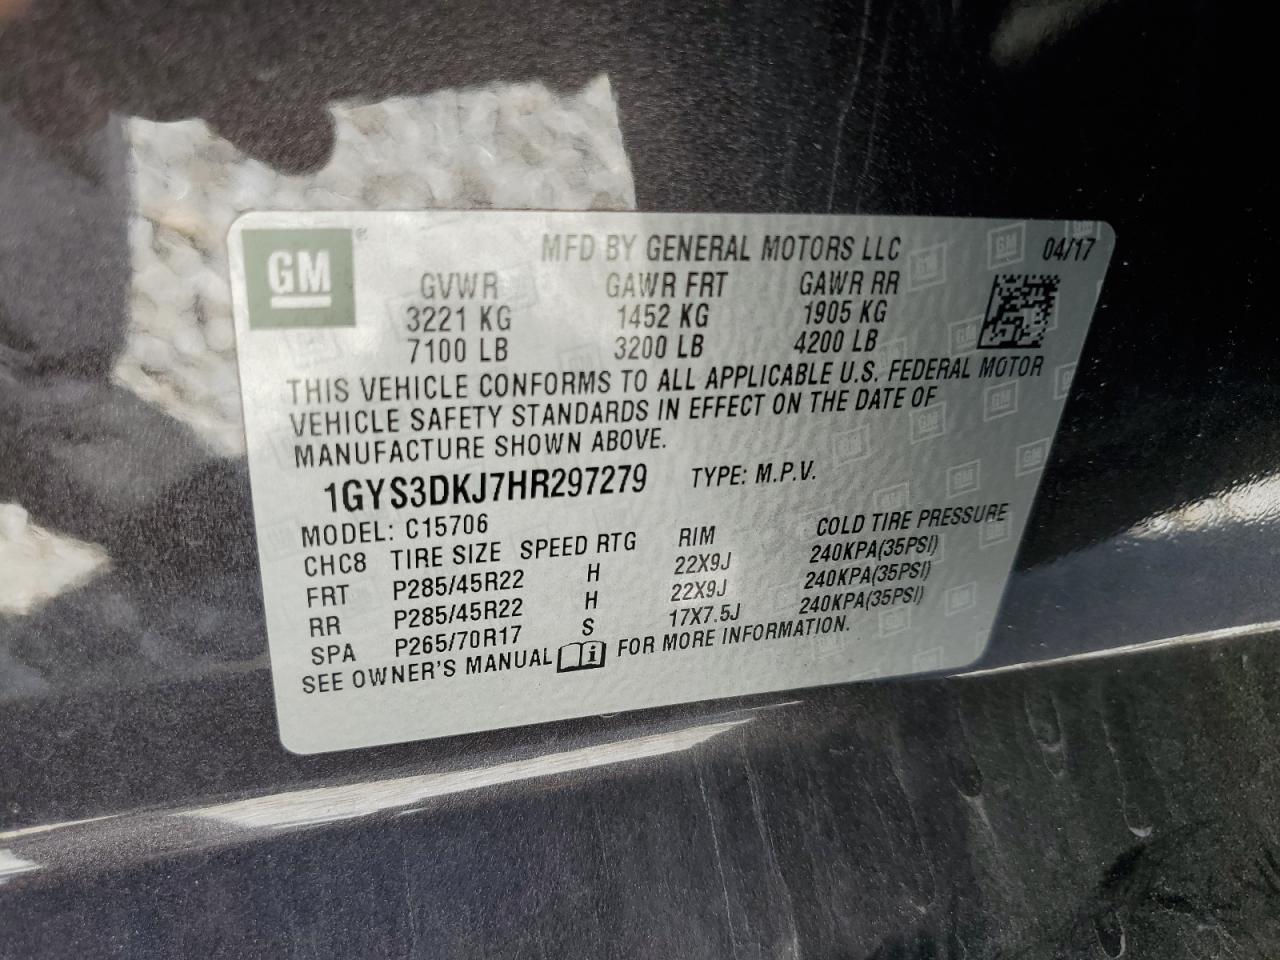 GM
MFD BY GENERAL MOTORS LLC 04/17
GVWR GAWR FRT GAWR RR
3221 KG 1452 KG 1905 KG
7100 LB 3200 LB 4200 LB
THIS VEHICLE CONFORMS TO ALL APPLICABLE U.S. FEDERAL MOTOR
VEHICLE SAFETY STANDARDS IN EFFECT ON THE DATE OF
MANUFACTURE SHOWN ABOVE.
1GYS3DKJ7HR297279 TYPE: M.P.V.
MODEL: C15706
CHC8 TIRE SIZE SPEED RTG RIM COLD TIRE PRESSURE
FRT P285/45R22 H 22X9J 240KPA(35PSI)
RR P285/45R22 H 22X9J 240KPA(35PSI)
SPA P265/70R17 S 17X7.5J 240KPA(35PSI)
SEE OWNER'S MANUAL i FOR MORE INFORMATION.